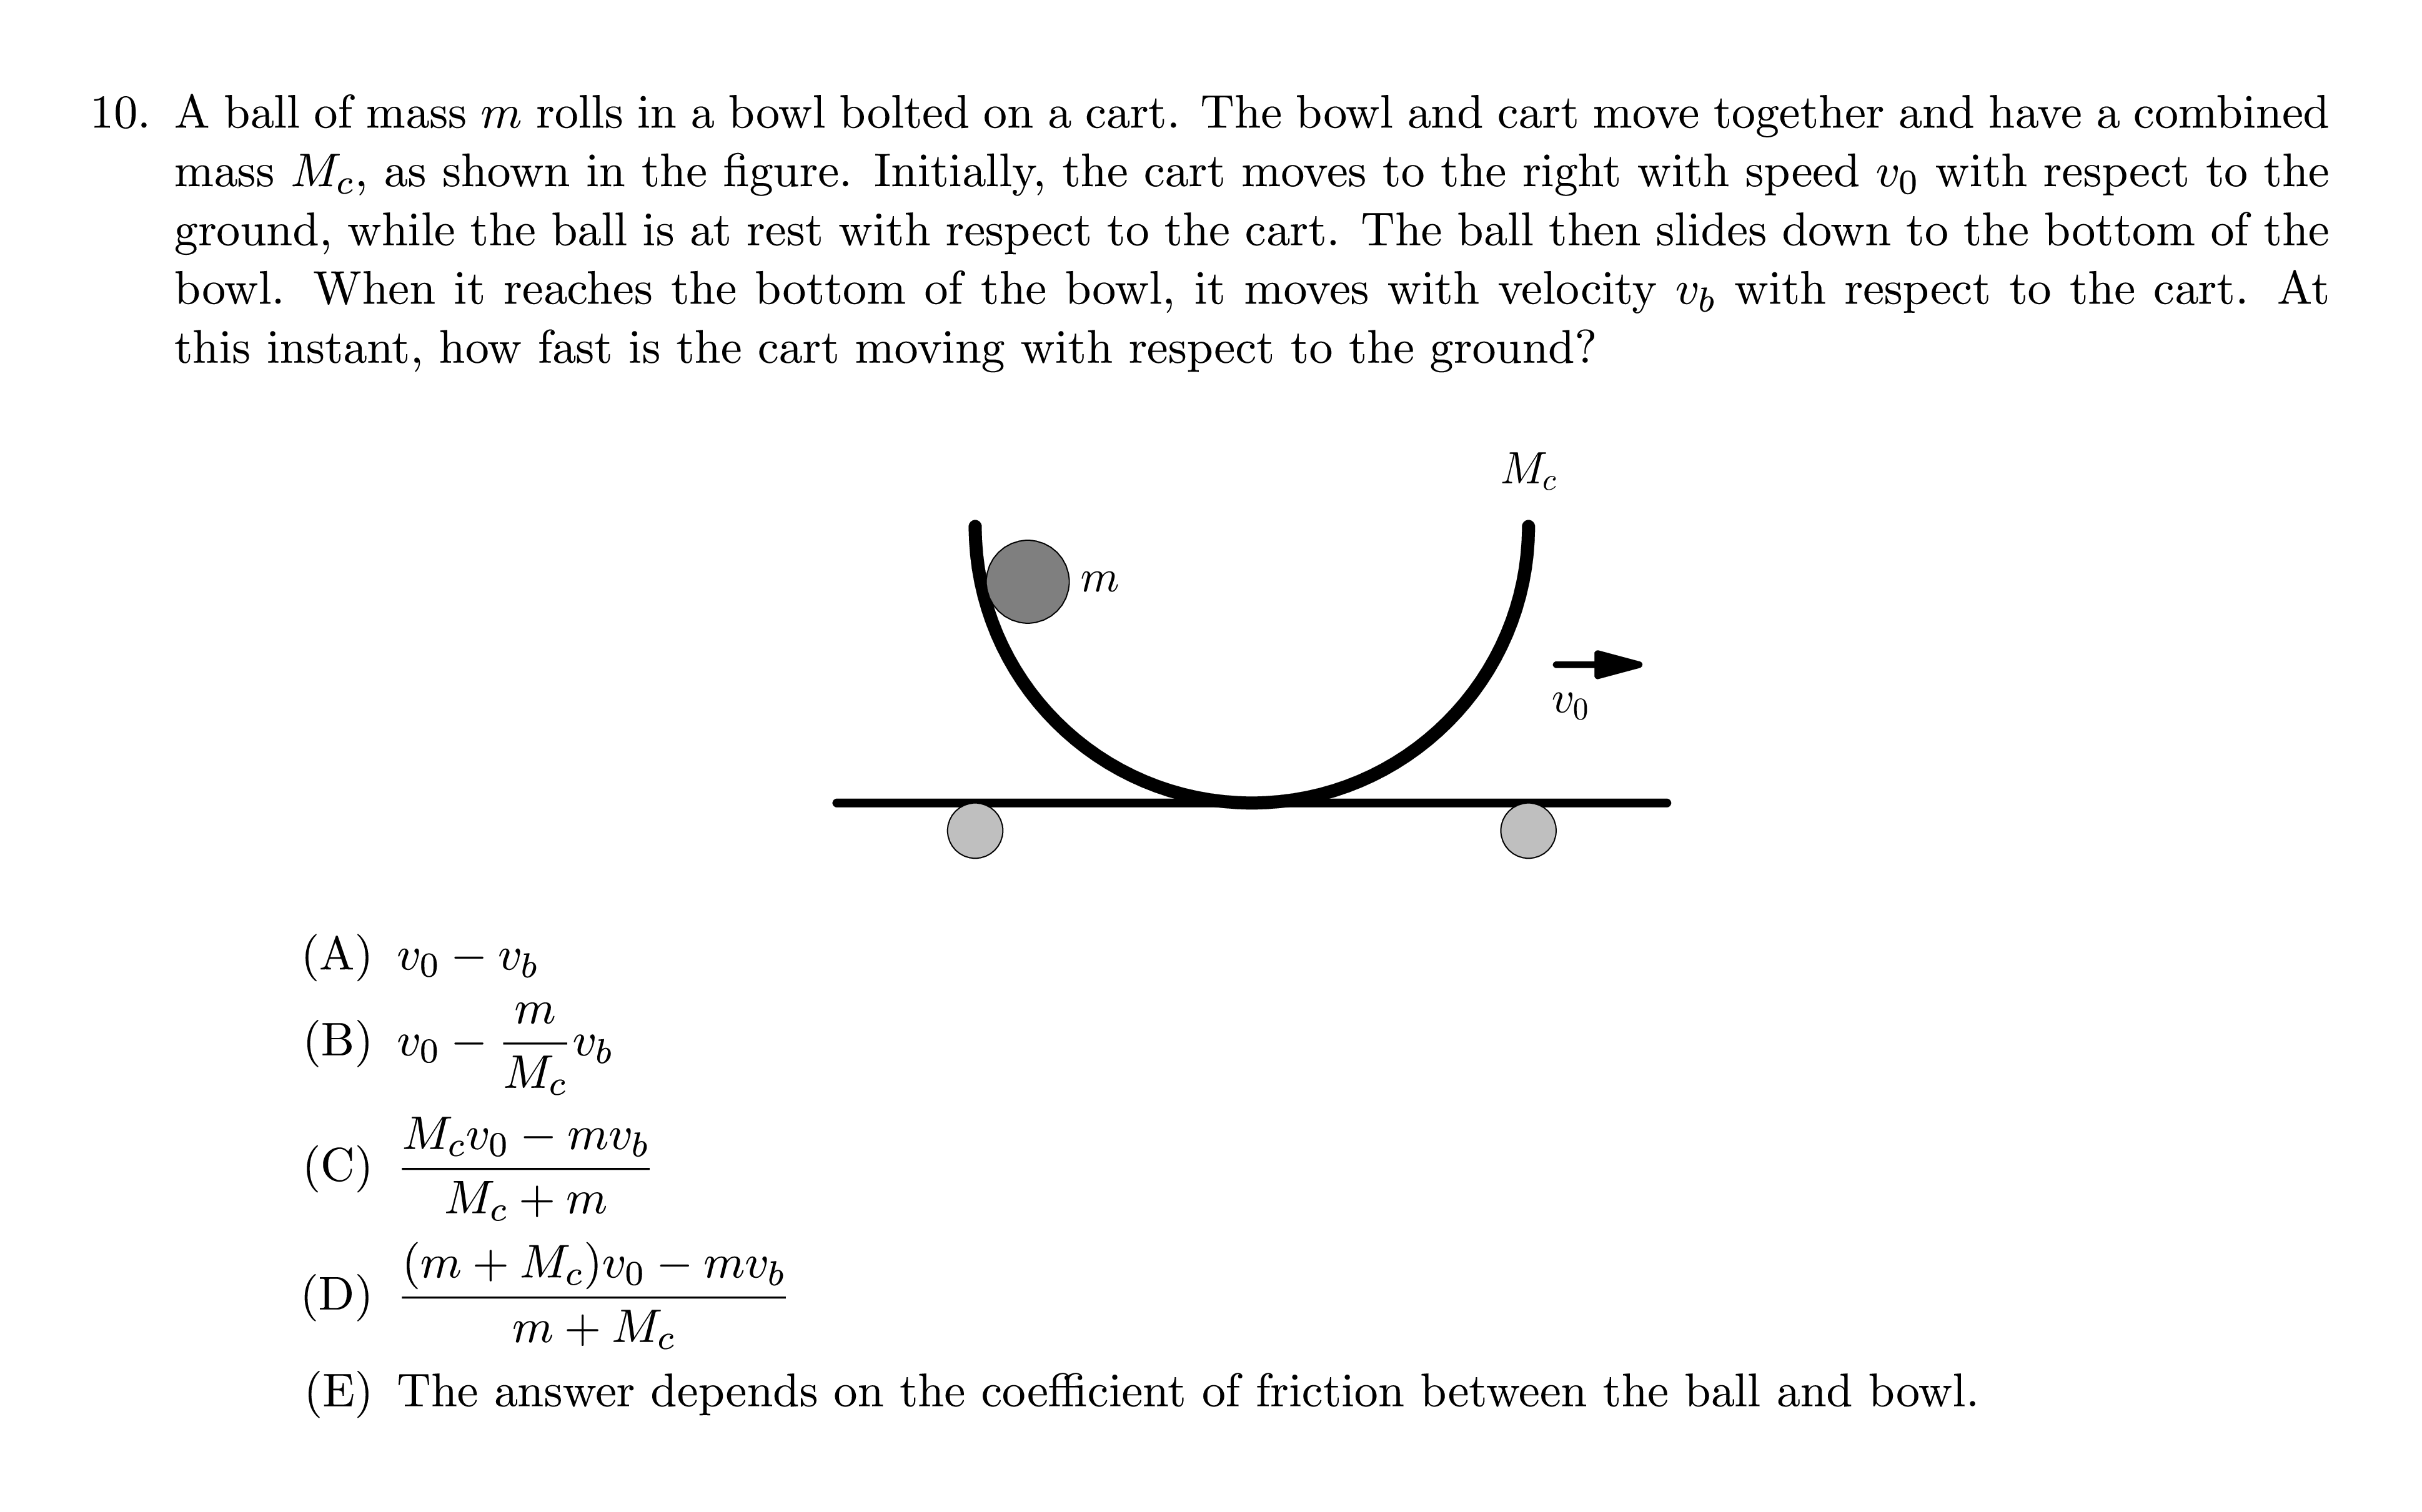 10. A ball of mass m rolls in a bowl bolted on a cart. The bowl and cart move together and have a combined
mass M_c, as shown in the figure. Initially, the cart moves to the right with speed v_0 with respect to the
ground, while the ball is at rest with respect to the cart. The ball then slides down to the bottom of the
bowl. When it reaches the bottom of the bowl, it moves with velocity v_b with respect to the cart. At
this instant, how fast is the cart moving with respect to the ground?
M_c
m
v_0
(A) v_0 − v_b
(B) v_0 − \frac{m}{M_c} v_b
(C) \frac{M_c v_0 − m v_b}{M_c + m}
(D) \frac{(m + M_c)v_0 − m v_b}{m + M_c}
(E) The answer depends on the coefficient of friction between the ball and bowl.